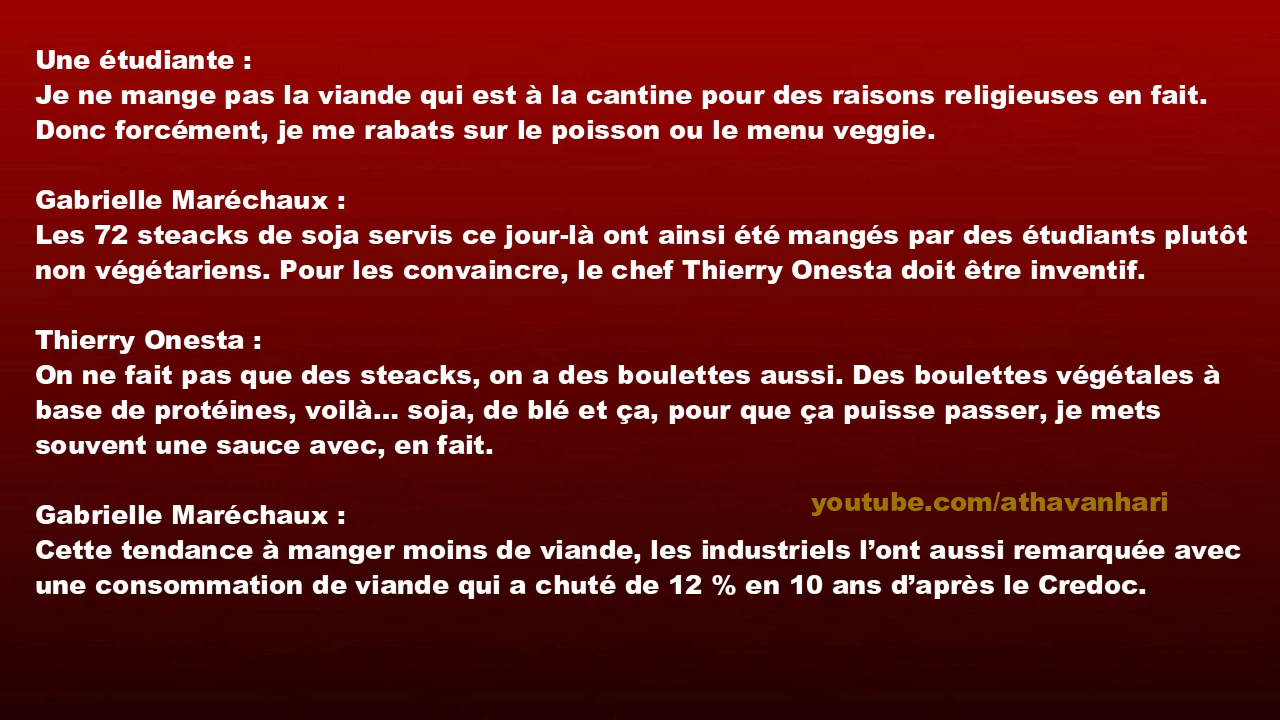 Une étudiante :
Je ne mange pas la viande qui est à la cantine pour des raisons religieuses en fait.
Donc forcément, je me rabats sur le poisson ou le menu veggie.
Gabrielle Maréchaux :
Les 72 steacks de soja servis ce jour-là ont ainsi été mangés par des étudiants plutôt
non végétariens. Pour les convaincre, le chef Thierry Onesta doit être inventif.
Thierry Onesta :
On ne fait pas que des steacks, on a des boulettes aussi. Des boulettes végétales à
base de protéines, voilà... soja, de blé et ça, pour que ça puisse passer, je mets
souvent une sauce avec, en fait.
youtube.com/athavanhari
Gabrielle Maréchaux :
Cette tendance à manger moins de viande, les industriels l’ont aussi remarquée avec
une consommation de viande qui a chuté de 12 % en 10 ans d’après le Credoc.